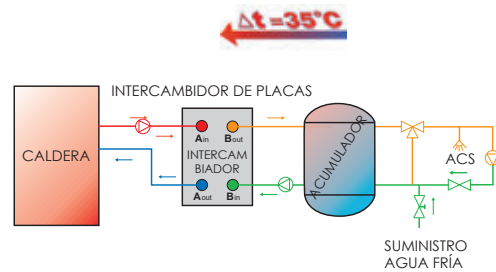 Δt =35°C
INTERCAMBIDOR DE PLACAS
CALDERA
Ain
Bout
INTERCAM
BIADOR
Aout
Bin
ACUMULADOR
ACS
SUMINISTRO
AGUA FRÍA